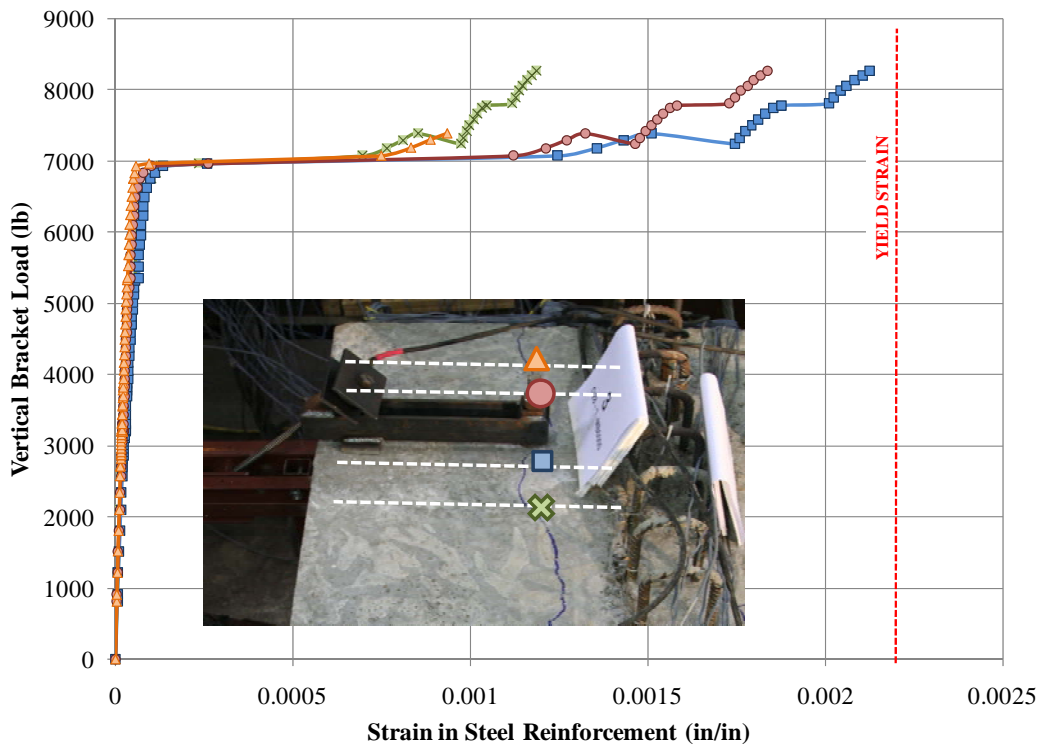 9000
8000
7000
6000
5000
4000
3000
2000
1000
0
Vertical Bracket Load (lb)
YIELD STRAIN
0 0.0005 0.001 0.0015 0.002 0.0025
Strain in Steel Reinforcement (in/in)